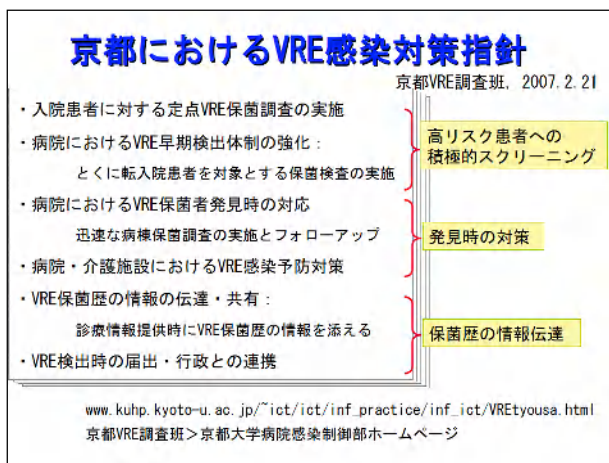 京都におけるVRE感染対策指針
京都VRE調査班, 2007.2.21
・入院患者に対する定点VRE保菌調査の実施
・病院におけるVRE早期検出体制の強化：
とくに転入院患者を対象とする保菌検査の実施
高リスク患者への
積極的スクリーニング
・病院におけるVRE保菌者発見時の対応
迅速な病棟保菌調査の実施とフォローアップ
・病院・介護施設におけるVRE感染予防対策
発見時の対策
・VRE保菌歴の情報の伝達・共有：
診療情報提供時にVRE保菌歴の情報を添える
・VRE検出時の届出・行政との連携
保菌歴の情報伝達
www.kuhp.kyoto-u.ac.jp/~ict/ict/inf_practice/inf_ict/VREtyousa.html
京都VRE調査班＞京都大学病院感染制御部ホームページ